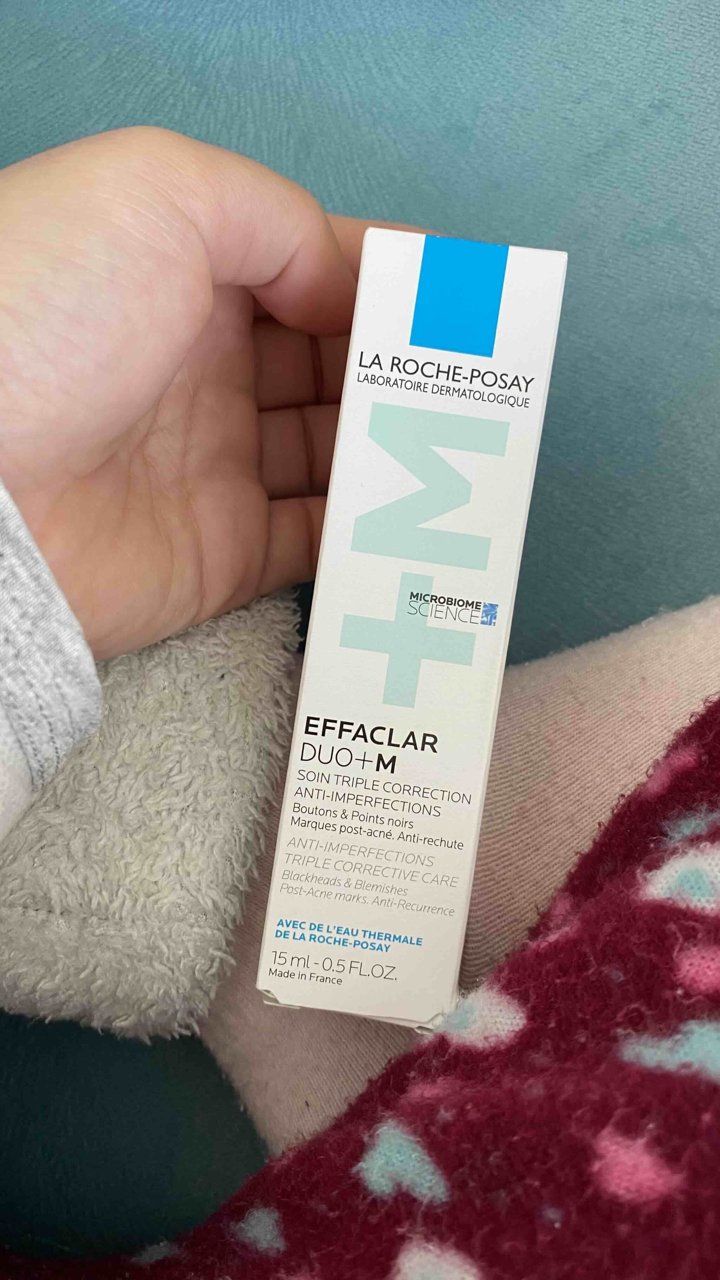 LA ROCHE-POSAY
LABORATOIRE DERMATOLOGIQUE
+M
MICROBIOME
SCIENCE
EFFACLAR
DUO+M
SOIN TRIPLE CORRECTION
ANTI-IMPERFECTIONS
Boutons & Points noirs
Marques post-acné. Anti-rechute
ANTI-IMPERFECTIONS
TRIPLE CORRECTIVE CARE
Blackheads & Blemishes
Post-Acne marks. Anti-Recurrence
AVEC DE L'EAU THERMALE
DE LA ROCHE-POSAY
15 ml - 0.5 FL.OZ.
Made in France